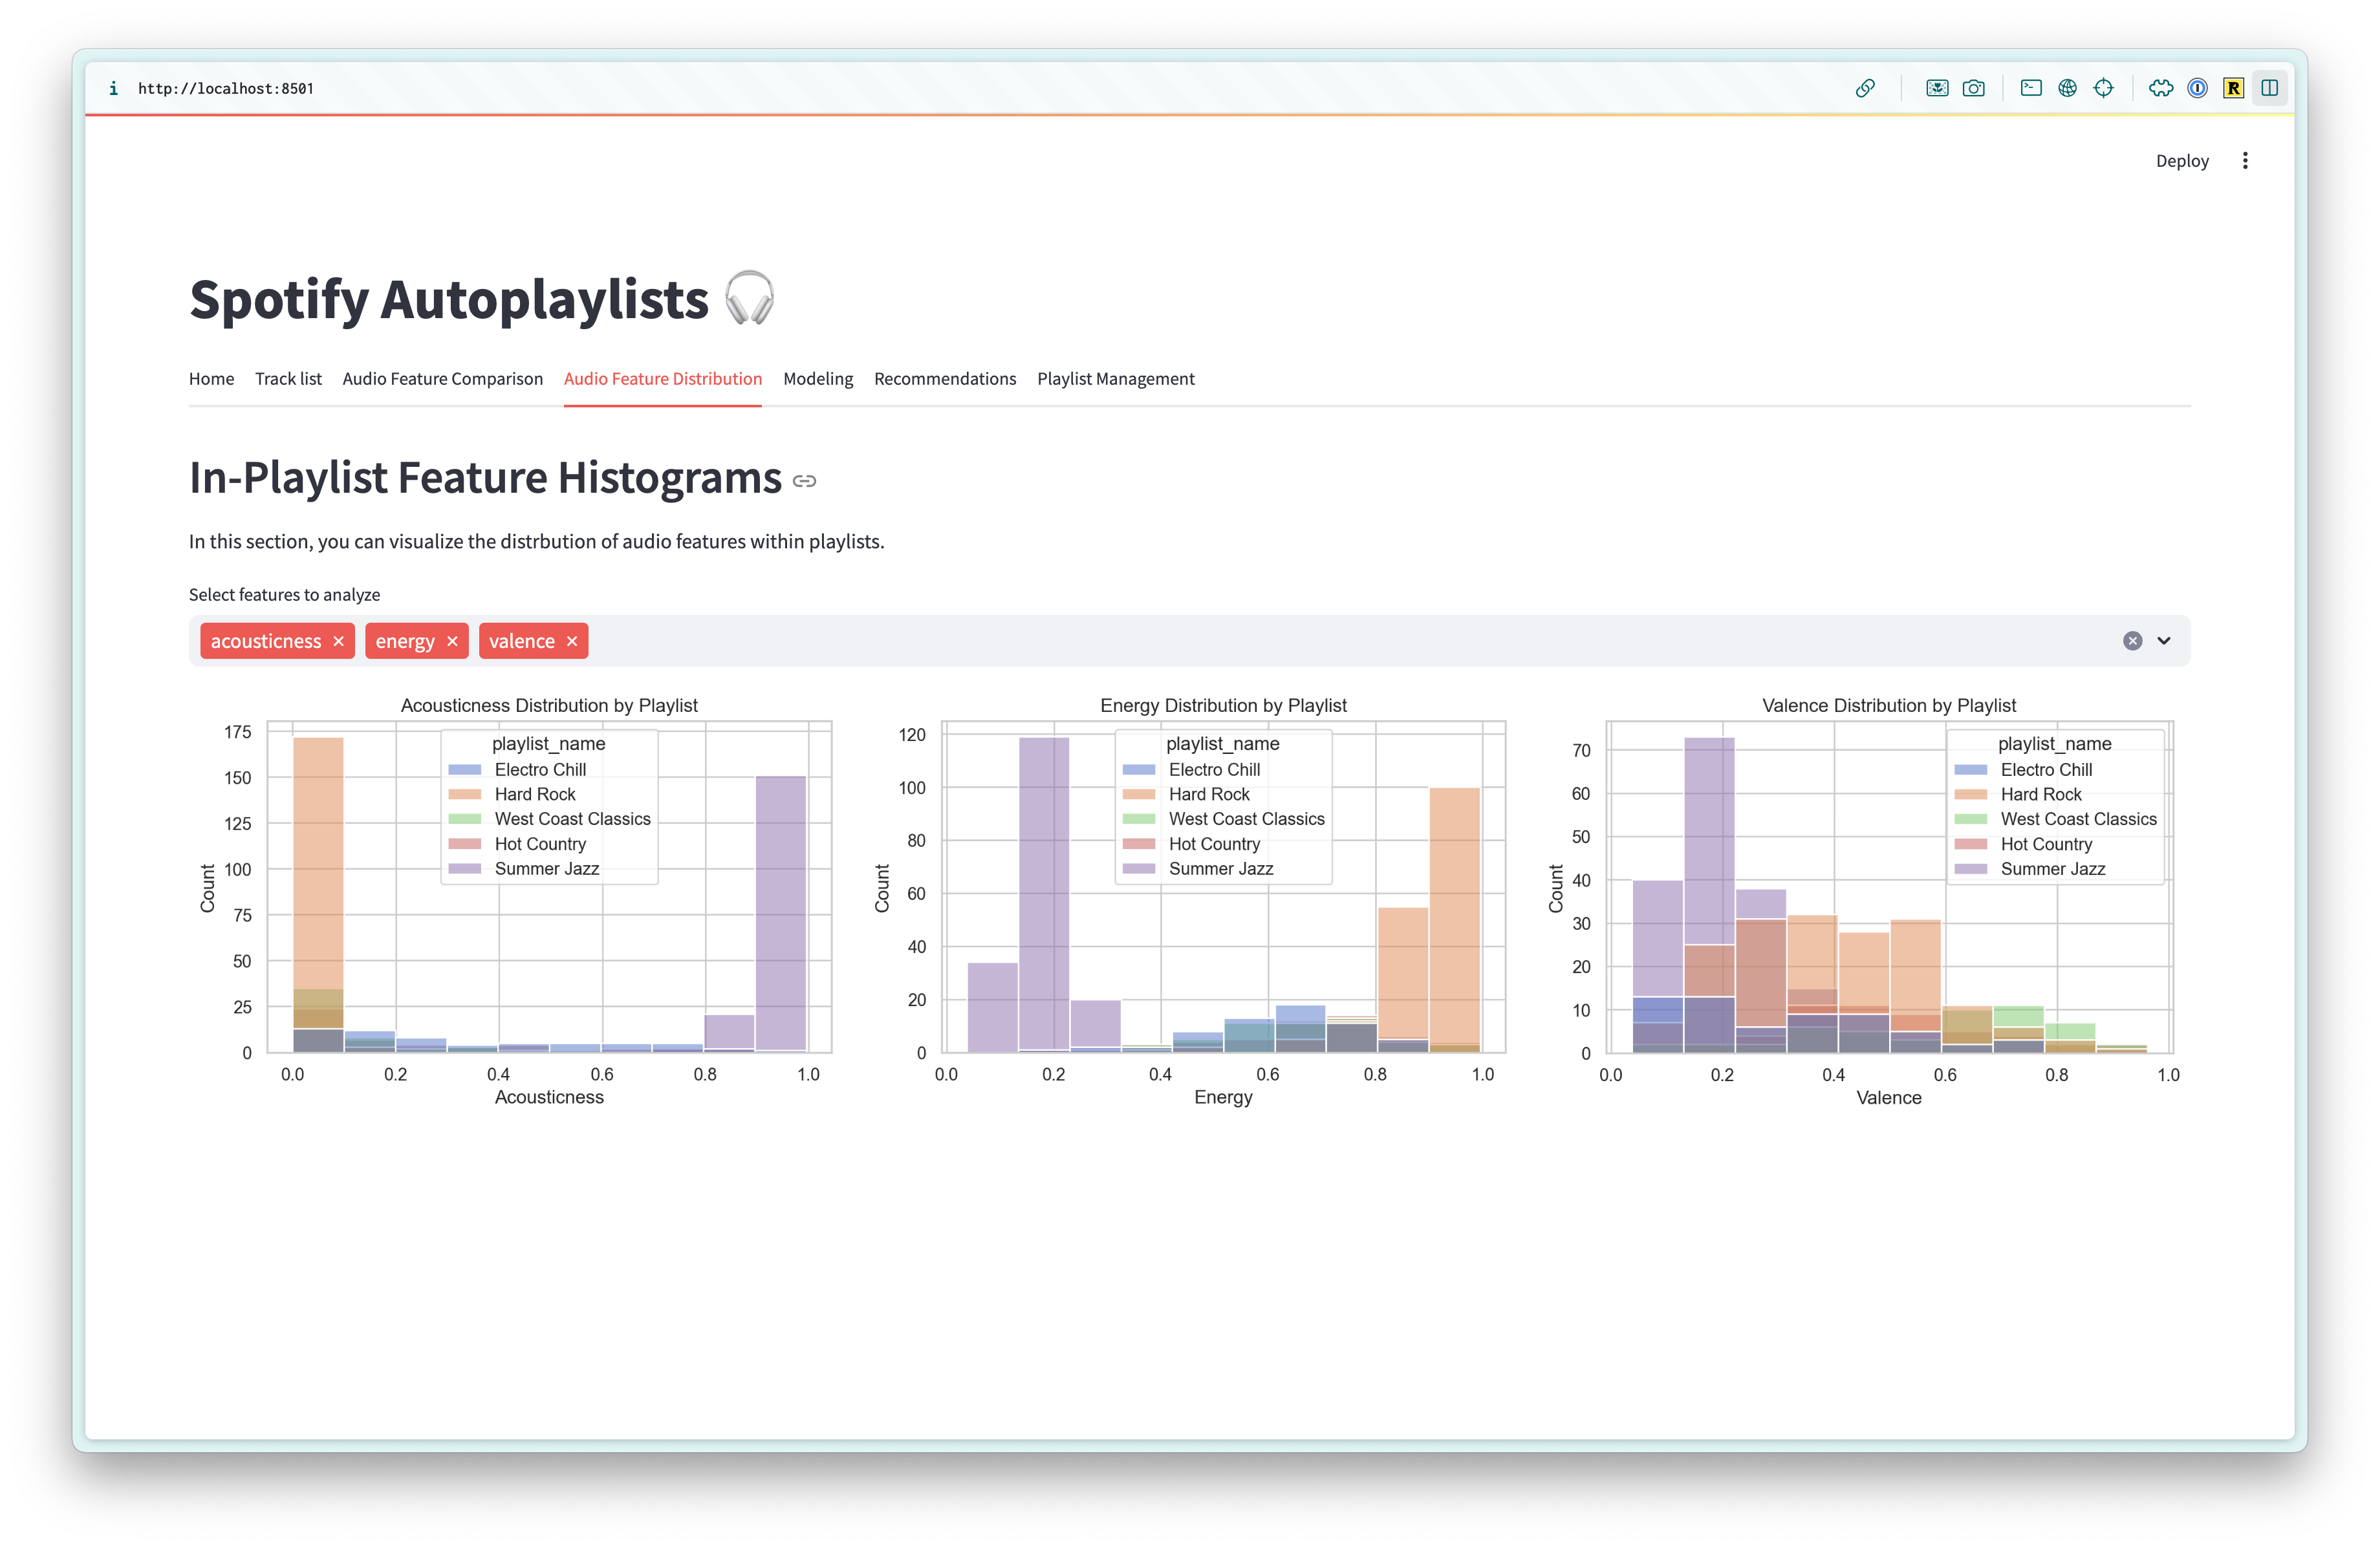 http://localhost:8501
Deploy
Spotify Autoplaylists
Home Track list Audio Feature Comparison Audio Feature Distribution Modeling Recommendations Playlist Management
In-Playlist Feature Histograms
In this section, you can visualize the distrbution of audio features within playlists.
Select features to analyze
acousticness energy valence
Acousticness Distribution by Playlist
175
150
125
100
75
50
25
0
Count
playlist_name
Electro Chill
Hard Rock
West Coast Classics
Hot Country
Summer Jazz
0.0 0.2 0.4 0.6 0.8 1.0
Acousticness
Energy Distribution by Playlist
120
100
80
60
40
20
0
Count
playlist_name
Electro Chill
Hard Rock
West Coast Classics
Hot Country
Summer Jazz
0.0 0.2 0.4 0.6 0.8 1.0
Energy
Valence Distribution by Playlist
70
60
50
40
30
20
10
0
Count
playlist_name
Electro Chill
Hard Rock
West Coast Classics
Hot Country
Summer Jazz
0.0 0.2 0.4 0.6 0.8 1.0
Valence